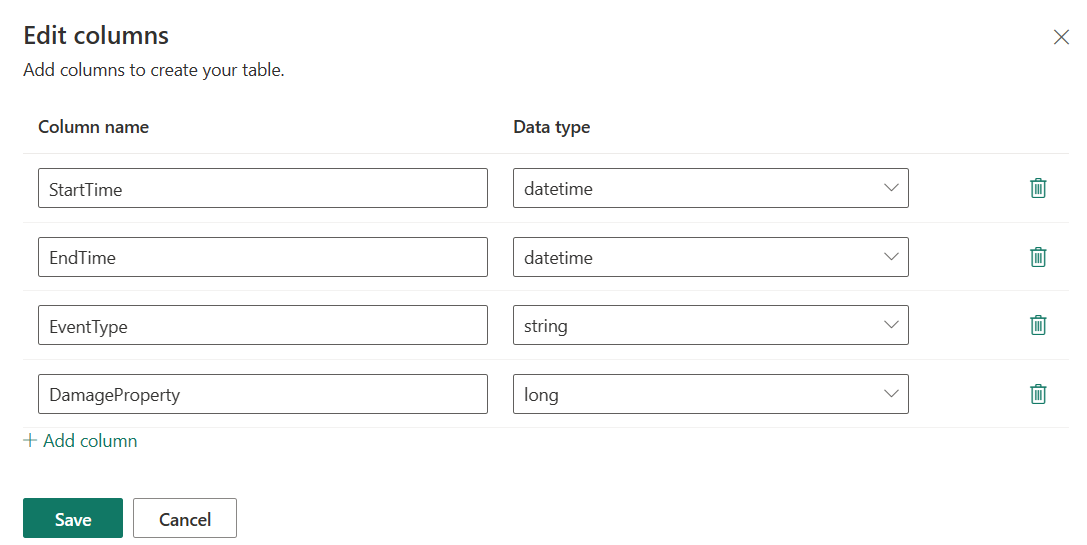 Edit columns
Add columns to create your table.
Column name Data type
StartTime datetime
EndTime datetime
EventType string
DamageProperty long
Add column
Save Cancel